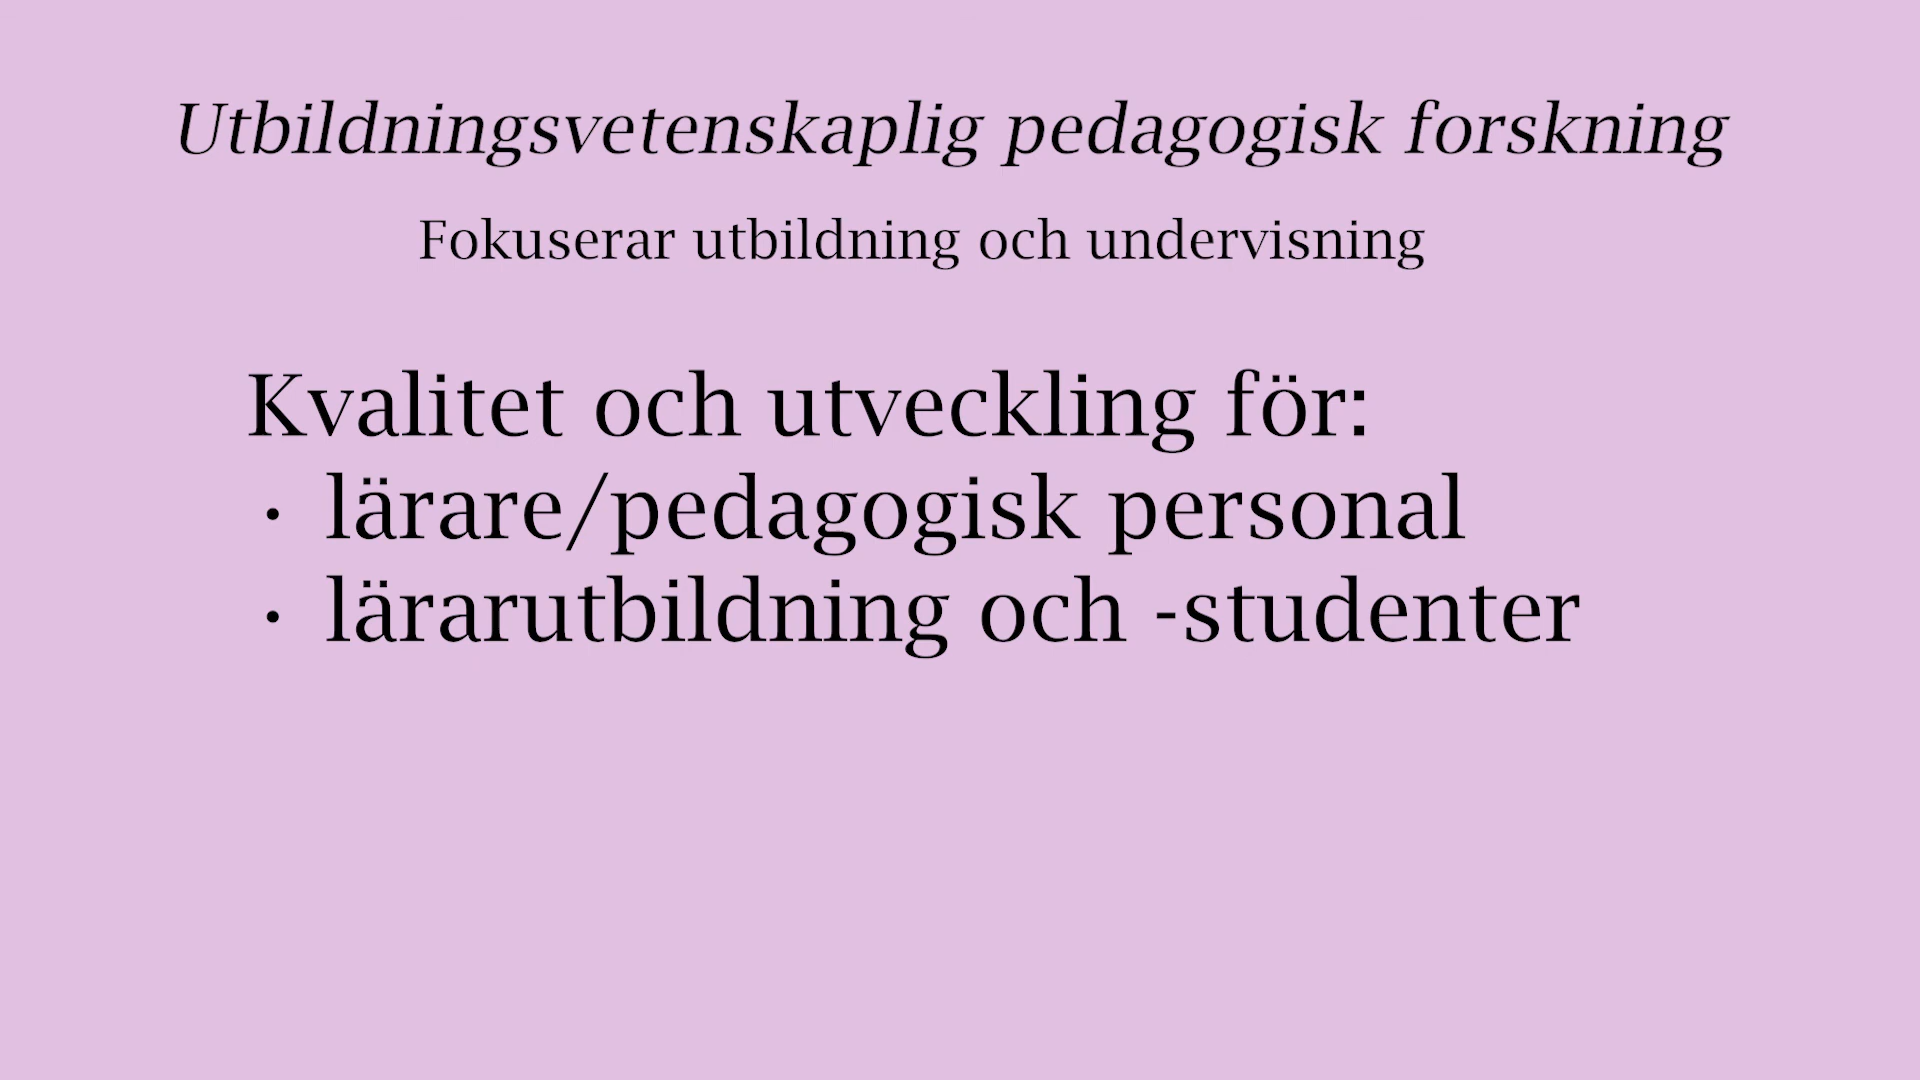 Utbildningsvetenskaplig pedagogisk forskning
Fokuserar utbildning och undervisning
Kvalitet och utveckling för:
· lärare/pedagogisk personal
· lärarutbildning och -studenter